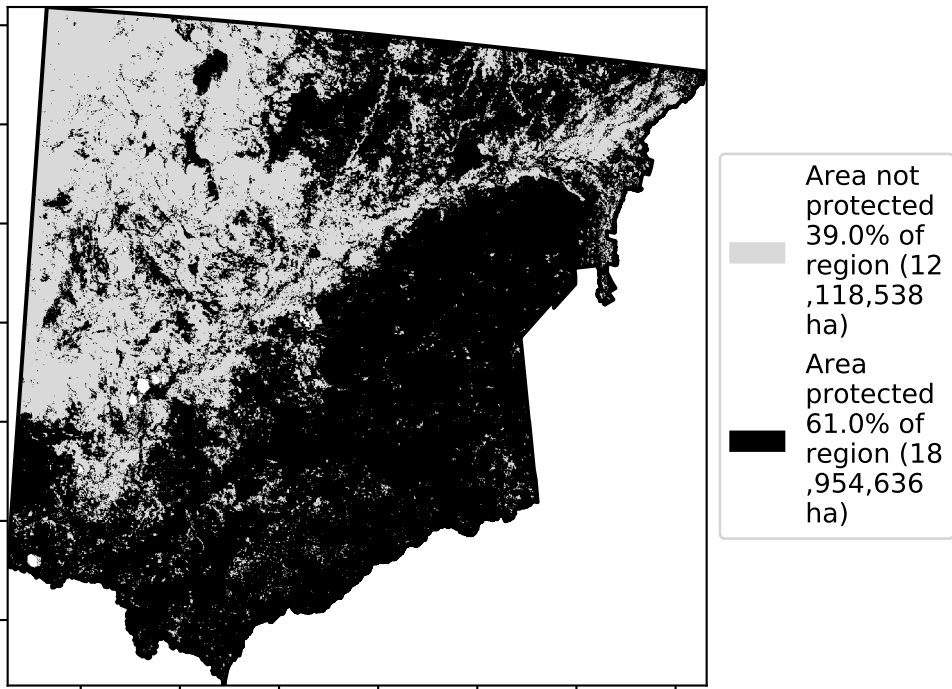 Area not
protected
39.0% of
region (12
,118,538
ha)
Area
protected
61.0% of
region (18
,954,636
ha)